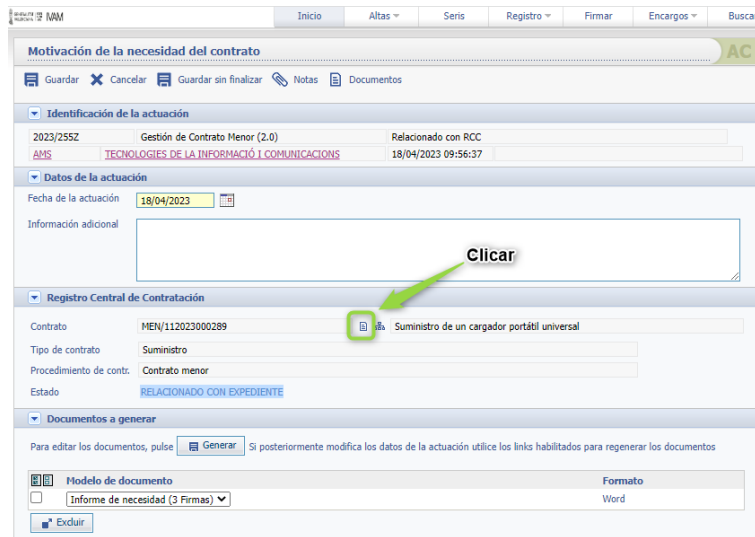 IVAM Inicio Altas Seris Registro Firmar Encargos Busca
Motivación de la necesidad del contrato AC
Guardar Cancelar Guardar sin finalizar Notas Documentos
Identificación de la actuación
2023/255Z Gestión de Contrato Menor (2.0) Relacionado con RCC
AMS TECNOLOGIES DE LA INFORMACIÓ I COMUNICACIONS 18/04/2023 09:56:37
Datos de la actuación
Fecha de la actuación 18/04/2023
Información adicional
Clicar
Registro Central de Contratación
Contrato MEN/112023000289 Suministro de un cargador portátil universal
Tipo de contrato Suministro
Procedimiento de contr. Contrato menor
Estado RELACIONADO CON EXPEDIENTE
Documentos a generar
Para editar los documentos, pulse Generar Si posteriormente modifica los datos de la actuación utilice los links habilitados para regenerar los documentos
Modelo de documento Formato
Informe de necesidad (3 Firmas) Word
Excluir